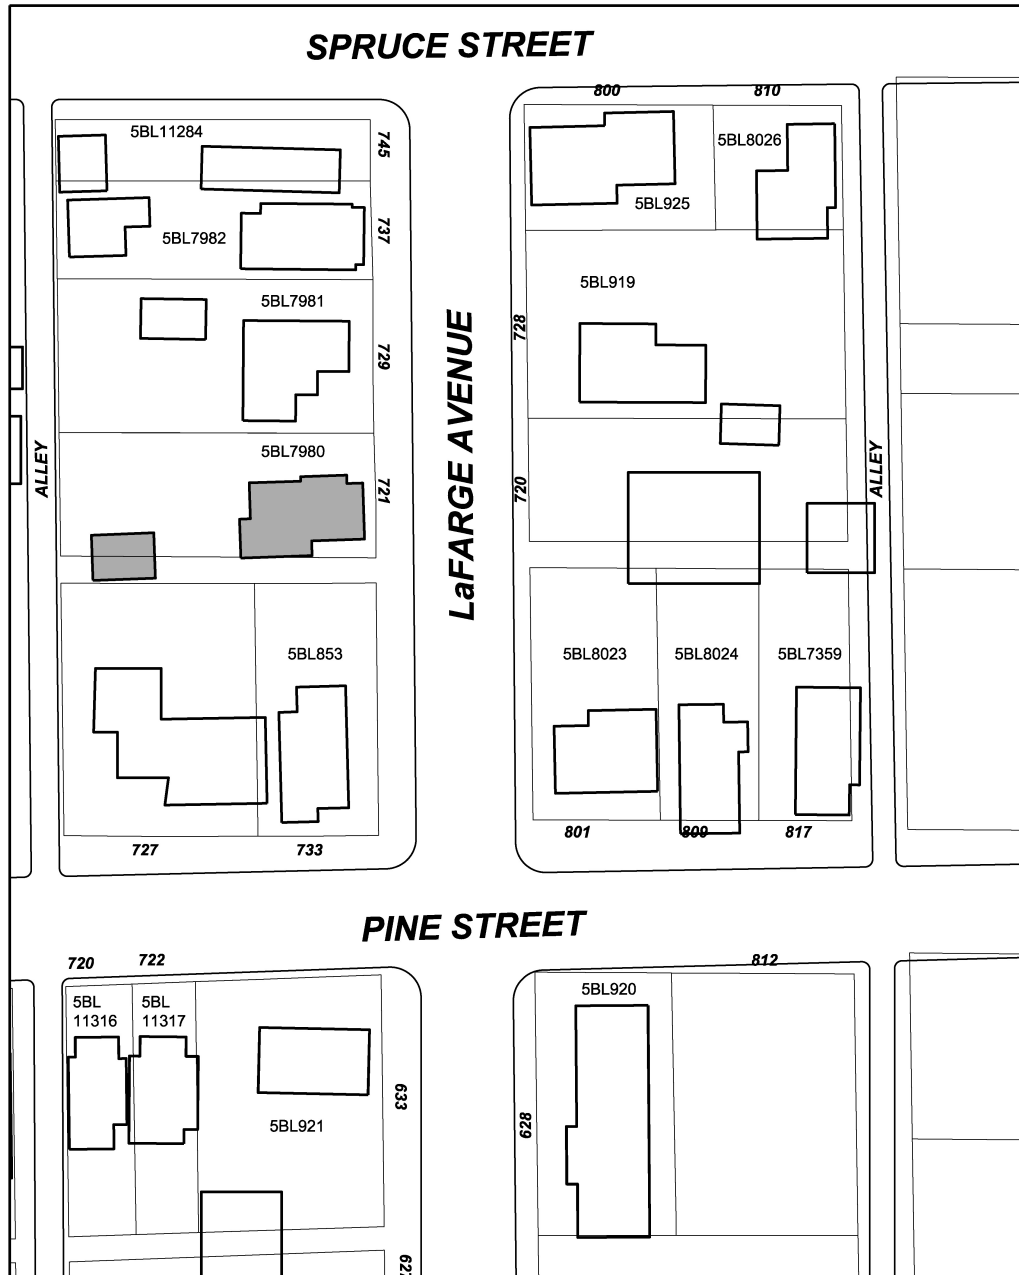 SPRUCE STREET
800
810
5BL11284
745
5BL8026
5BL925
737
5BL7982
5BL919
5BL7981
728
LaFARGE AVENUE
729
ALLEY
5BL7980
721
720
ALLEY
5BL853
5BL8023
5BL8024
5BL7359
801
809
817
727
733
PINE STREET
720
722
812
5BL
11316
5BL
11317
5BL920
633
628
5BL921